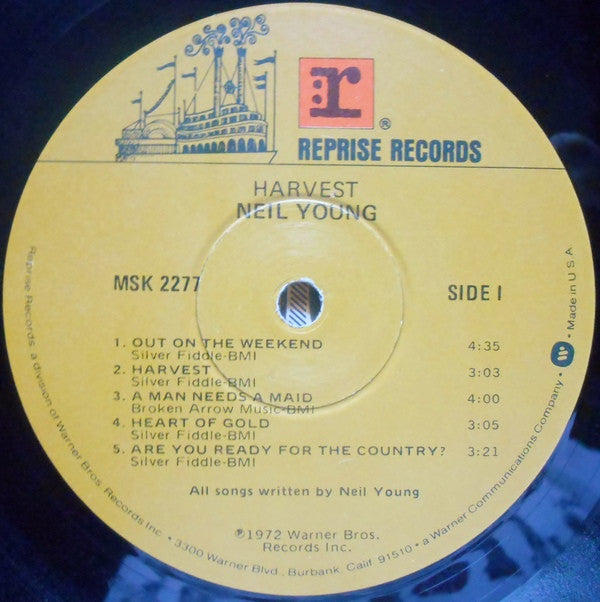 :r
®
REPRISE RECORDS
HARVEST
NEIL YOUNG
MSK 2277
SIDE I
1. OUT ON THE WEEKEND 4:35
Silver Fiddle-BMI
2. HARVEST 3:03
Silver Fiddle-BMI
3. A MAN NEEDS A MAID 4:00
Broken Arrow Music-BMI
4. HEART OF GOLD 3:05
Silver Fiddle-BMI
5. ARE YOU READY FOR THE COUNTRY? 3:21
Silver Fiddle-BMI
All songs written by Neil Young
℗1972 Warner Bros.
Records Inc.
Reprise Records, a division of Warner Bros. Records Inc. • 3300 Warner Blvd., Burbank, Calif. 91510 • a Warner Communications Company • W • Made in U.S.A.